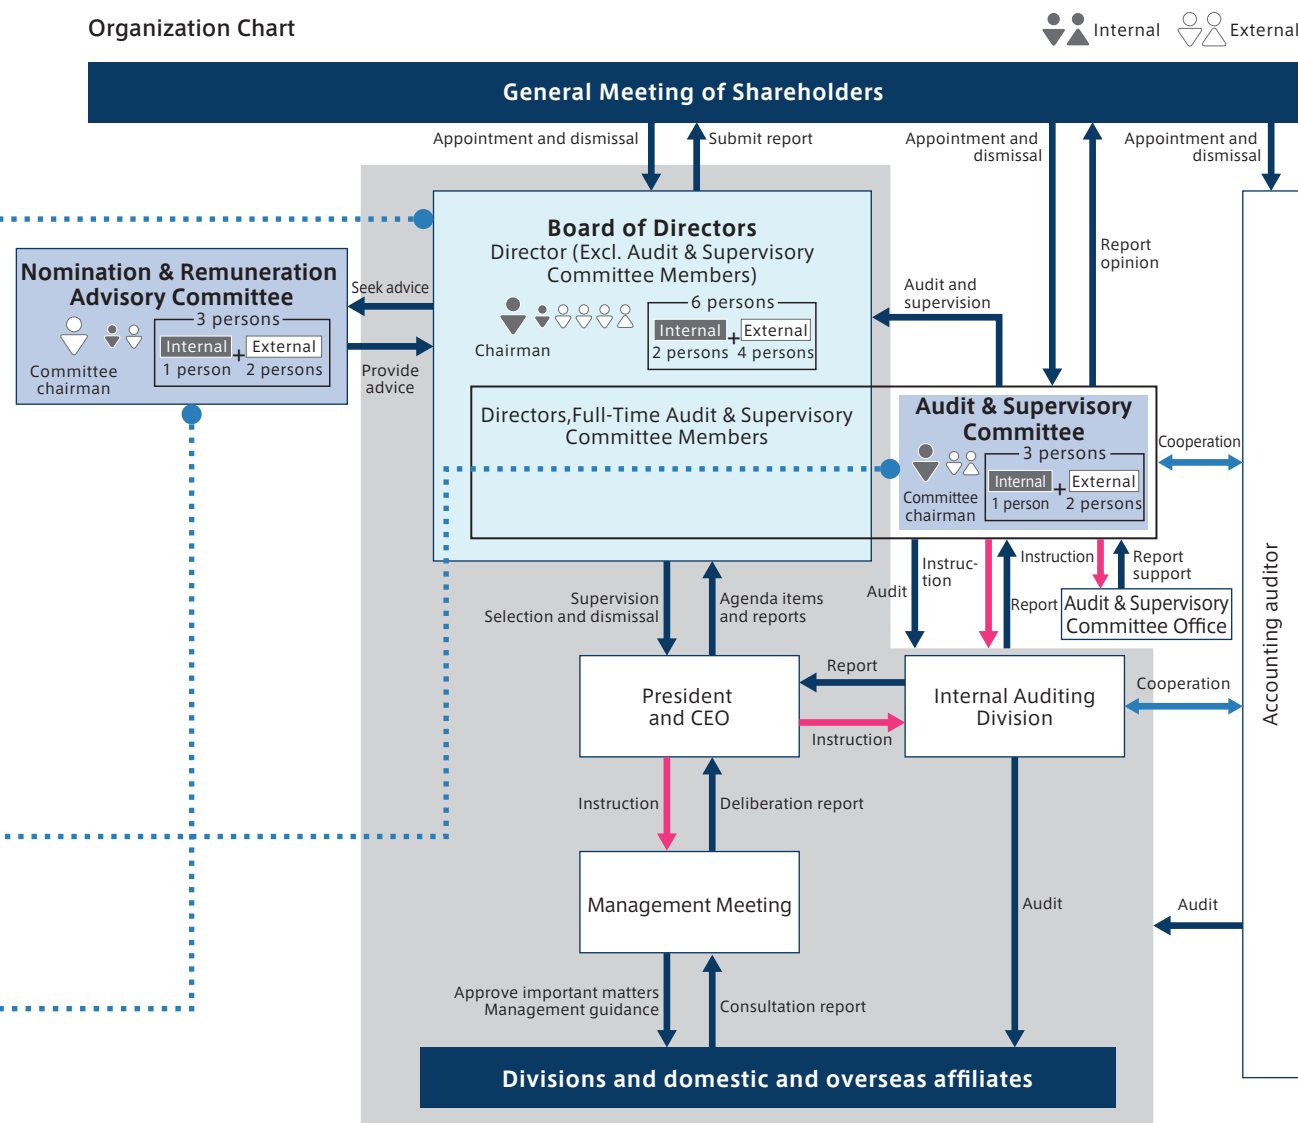 Organization Chart
Internal
External
General Meeting of Shareholders
Appointment and dismissal
Submit report
Appointment and
dismissal
Appointment and
dismissal
Report
opinion
Board of Directors
Director (Excl. Audit & Supervisory
Committee Members)
6 persons
Internal
+
External
2 persons
4 persons
Chairman
Nomination & Remuneration
Advisory Committee
3 persons
Internal
+
External
1 person
2 persons
Committee
chairman
Seek advice
Provide
advice
Audit and
supervision
Directors,Full-Time Audit & Supervisory
Committee Members
Audit & Supervisory
Committee
3 persons
Internal
+
External
1 person
2 persons
Committee
chairman
Cooperation
Supervision
Selection and dismissal
Agenda items
and reports
Audit
Instruc-
tion
Report
Instruction
Report
support
Audit & Supervisory
Committee Office
Accounting auditor
President
and CEO
Report
Instruction
Internal Auditing
Division
Cooperation
Instruction
Deliberation report
Management Meeting
Audit
Audit
Approve important matters
Management guidance
Consultation report
Divisions and domestic and overseas affiliates